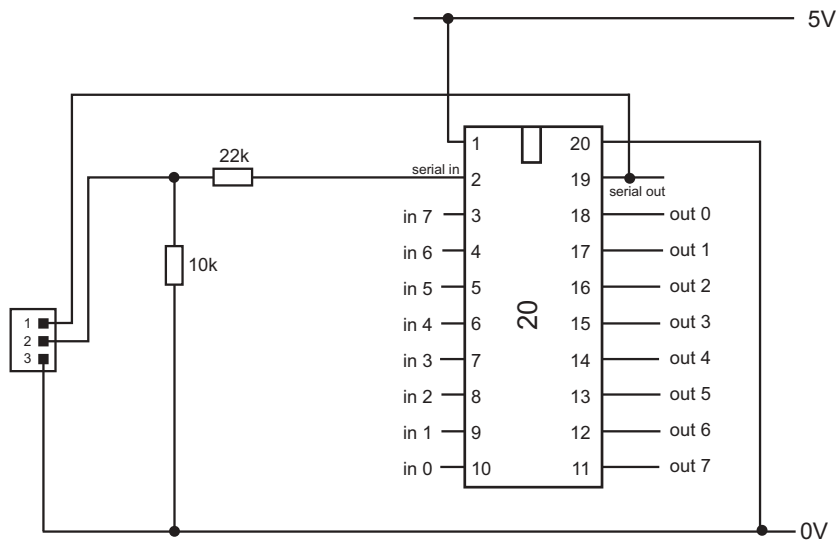 5V
22k
1
20
serial in
2
19
serial out
in 7
3
18
out 0
in 6
4
17
out 1
10k
in 5
5
16
out 2
1
in 4
6
20
15
out 3
2
3
in 3
7
14
out 4
in 2
8
13
out 5
in 1
9
12
out 6
in 0
10
11
out 7
0V